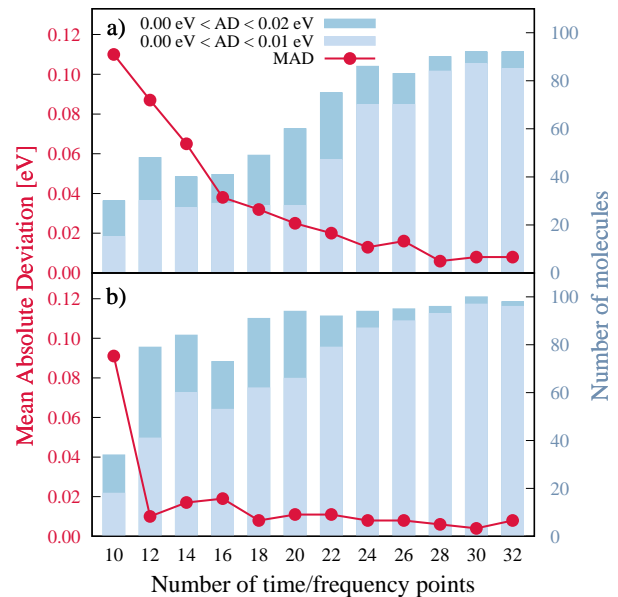 a)
0.00 eV < AD < 0.02 eV
0.00 eV < AD < 0.01 eV
MAD
0.12
0.10
0.08
0.06
0.04
0.02
0.00
100
80
60
40
20
0
b)
0.12
0.10
0.08
0.06
0.04
0.02
0.00
100
80
60
40
20
0
Mean Absolute Deviation [eV]
Number of molecules
10 12 14 16 18 20 22 24 26 28 30 32
Number of time/frequency points